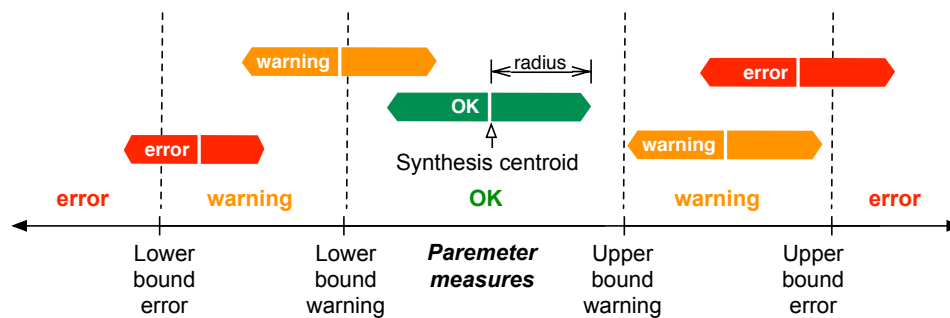 warning
radius
error
OK
error
warning
Synthesis centroid
error
warning
OK
warning
error
Lower
bound
error
Lower
bound
warning
Paremeter
measures
Upper
bound
warning
Upper
bound
error